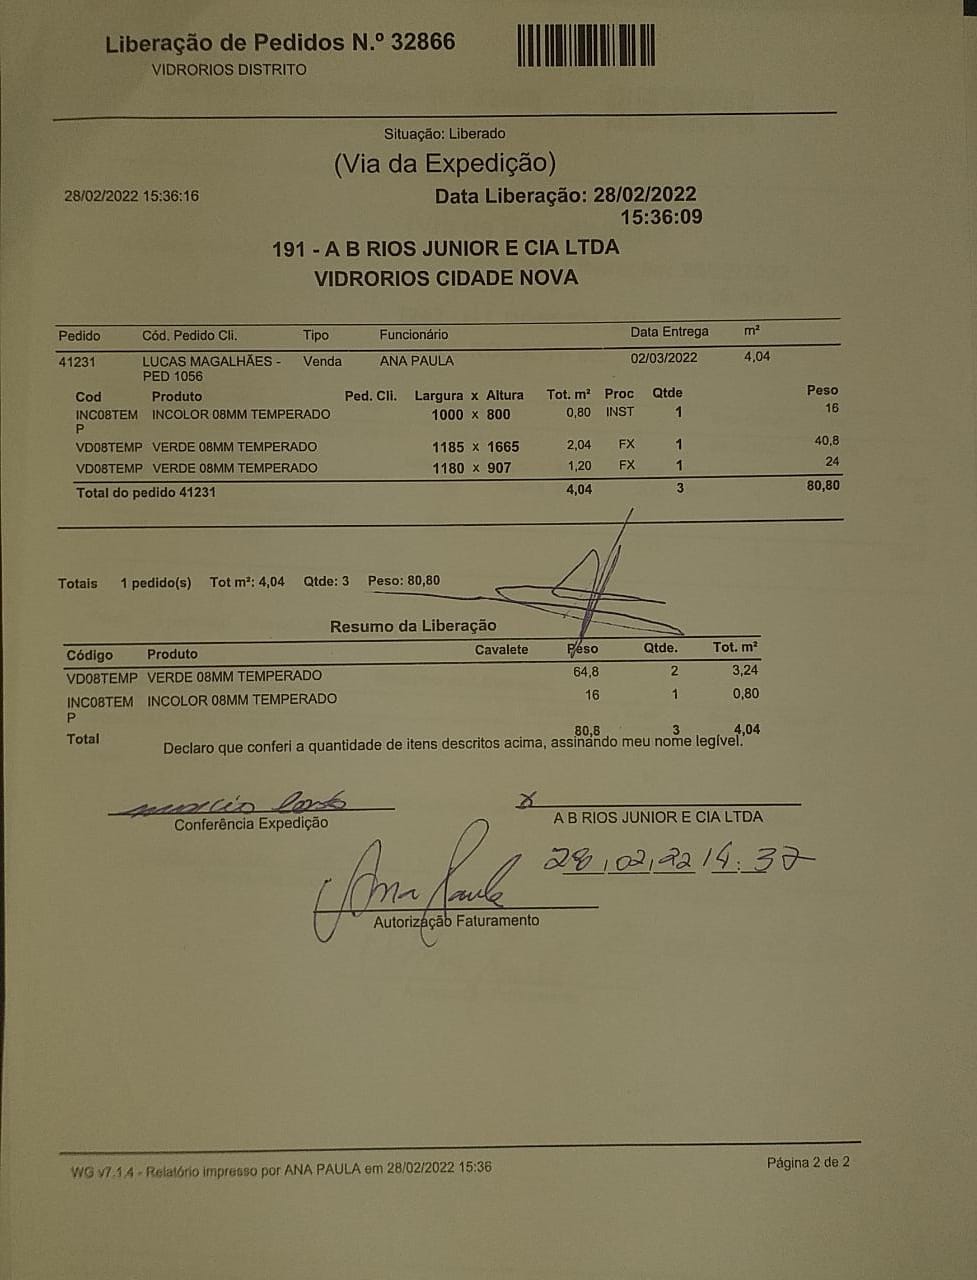 Liberação de Pedidos N.º 32866
VIDRORIOS DISTRITO
Situação: Liberado
(Via da Expedição)
28/02/2022 15:36:16 Data Liberação: 28/02/2022
15:36:09
191 - A B RIOS JUNIOR E CIA LTDA
VIDRORIOS CIDADE NOVA
Pedido Cód. Pedido Cli. Tipo Funcionário Data Entrega m²
41231 LUCAS MAGALHÃES - Venda ANA PAULA 02/03/2022 4,04
PED 1056
Cod Produto Ped. Cli. Largura x Altura Tot. m² Proc Qtde Peso
INC08TEM INCOLOR 08MM TEMPERADO 1000 x 800 0,80 INST 1 16
P
VD08TEMP VERDE 08MM TEMPERADO 1185 x 1665 2,04 FX 1 40,8
VD08TEMP VERDE 08MM TEMPERADO 1180 x 907 1,20 FX 1 24
Total do pedido 41231 4,04 3 80,80
Totais 1 pedido(s) Tot m²: 4,04 Qtde: 3 Peso: 80,80
Resumo da Liberação
Código Produto Cavalete Peso Qtde. Tot. m²
VD08TEMP VERDE 08MM TEMPERADO 64,8 2 3,24
INC08TEM INCOLOR 08MM TEMPERADO 16 1 0,80
P
Total 80,8 3 4,04
Declaro que conferi a quantidade de itens descritos acima, assinando meu nome legível.
x
Conferência Expedição A B RIOS JUNIOR E CIA LTDA
28,02,22 14:37
Ana Paula
Autorização Faturamento
WG v7.1.4 - Relatório impresso por ANA PAULA em 28/02/2022 15:36 Página 2 de 2